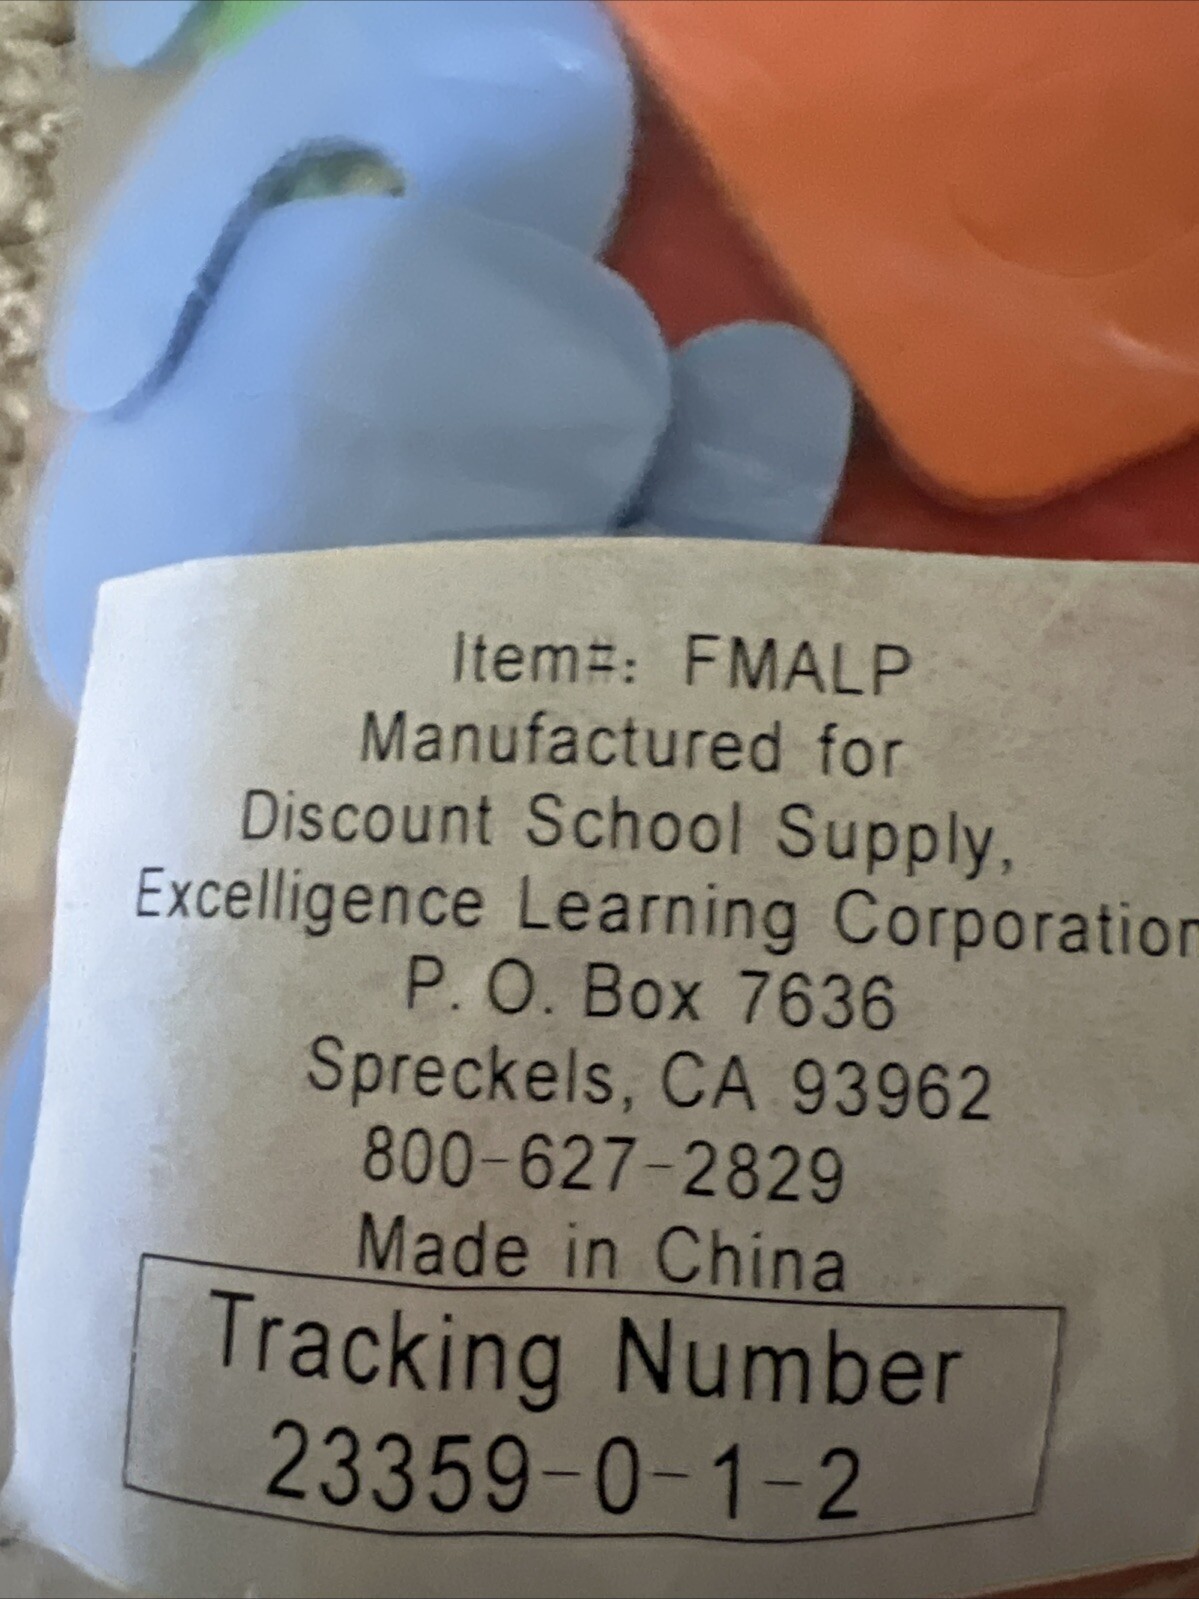 Item#: FMALP
Manufactured for
Discount School Supply,
Excelligence Learning Corporation
P. O. Box 7636
Spreckels, CA 93962
800-627-2829
Made in China
Tracking Number
23359-0-1-2